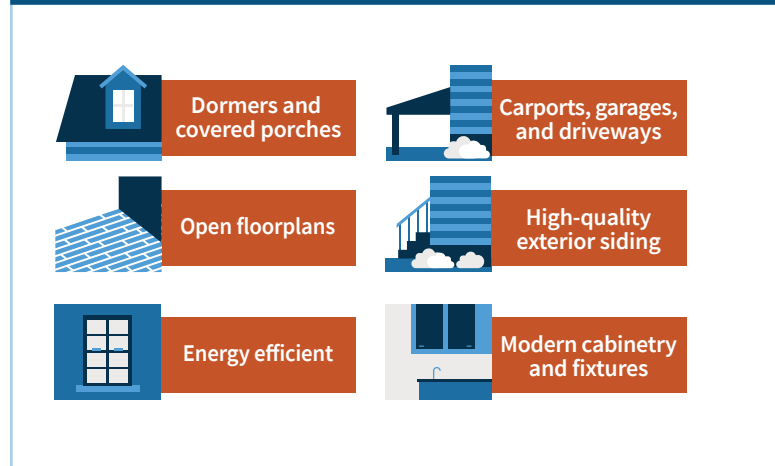 Dormers and
covered porches
Carports, garages,
and driveways
Open floorplans
High-quality
exterior siding
Energy efficient
Modern cabinetry
and fixtures